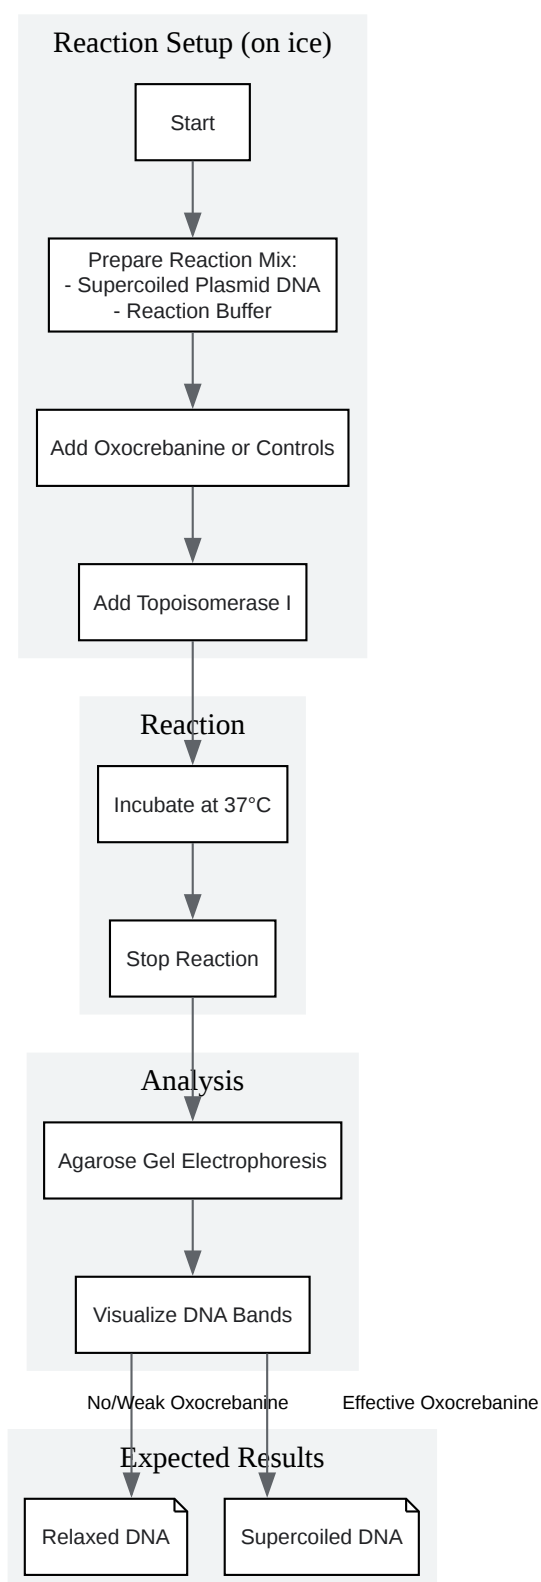 Reaction Setup (on ice)
Start
Prepare Reaction Mix:
- Supercoiled Plasmid DNA
- Reaction Buffer
Add Oxocrebanine or Controls
Add Topoisomerase I
Reaction
Incubate at 37°C
Stop Reaction
Analysis
Agarose Gel Electrophoresis
Visualize DNA Bands
No/Weak Oxocrebanine
Effective Oxocrebanine
Expected Results
Relaxed DNA
Supercoiled DNA